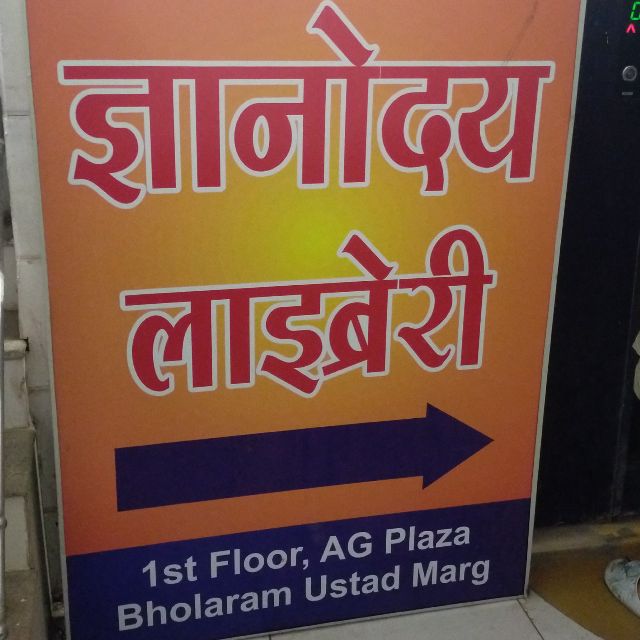 ज्ञानोदय
लाइब्रेरी
1st Floor, AG Plaza
Bholaram Ustad Marg